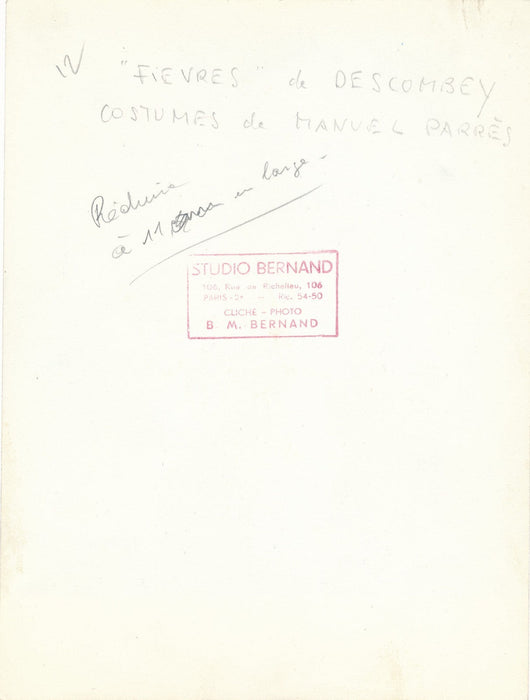 "FIEVRES" de DESCOMBEY
COSTUMES de MANUEL PARRÈS
Réduire
à 11 en large -
STUDIO BERNAND
106, Rue de Richelieu, 106
PARIS-2e — Ric. 54-50
CLICHÉ - PHOTO
B. M. BERNAND